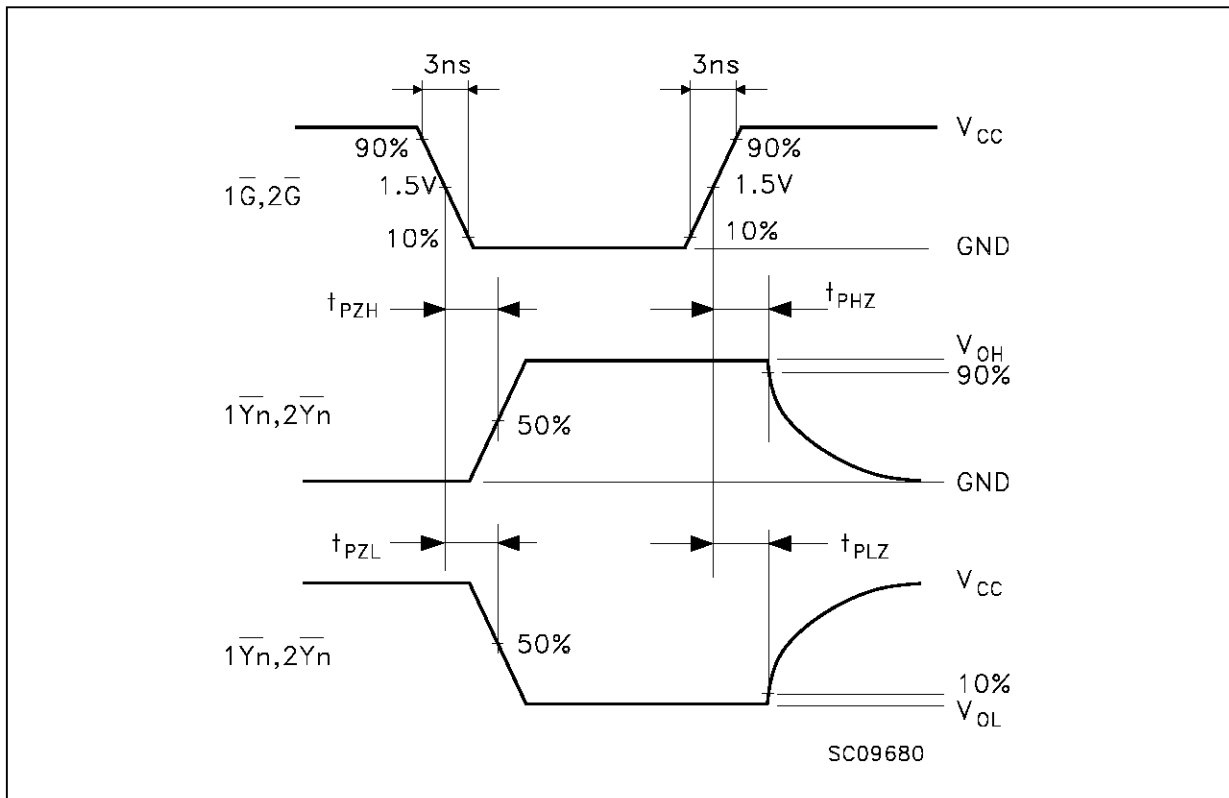 3ns 3ns
V_CC
90% 90%
1G̅,2G̅ 1.5V 1.5V
10% 10%
GND
t_PZH t_PHZ
V_OH
90%
1Y̅n̅,2Y̅n̅ 50%
GND
t_PZL t_PLZ
V_CC
1Y̅n̅,2Y̅n̅ 50%
10%
V_OL
SC09680